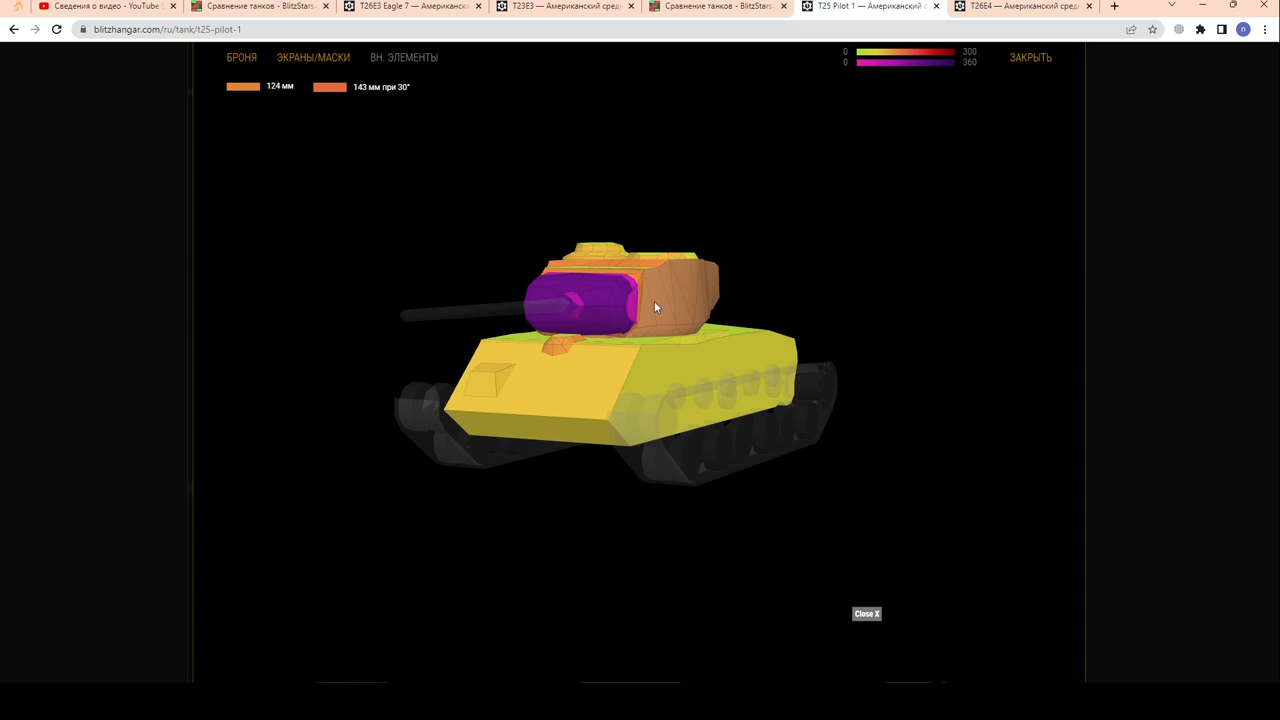 Сведения о видео - YouTube S
Сравнение танков - BlitzStars
T26E3 Eagle 7 — Американск
T23E3 — Американский средн
Сравнение танков - BlitzStars
T25 Pilot 1 — Американский с
T26E4 — Американский средн
blitzhangar.com/ru/tank/t25-pilot-1
n
БРОНЯ ЭКРАНЫ/МАСКИ ВН. ЭЛЕМЕНТЫ
0 300
0 360
ЗАКРЫТЬ
124 мм 143 мм при 30°
Close X